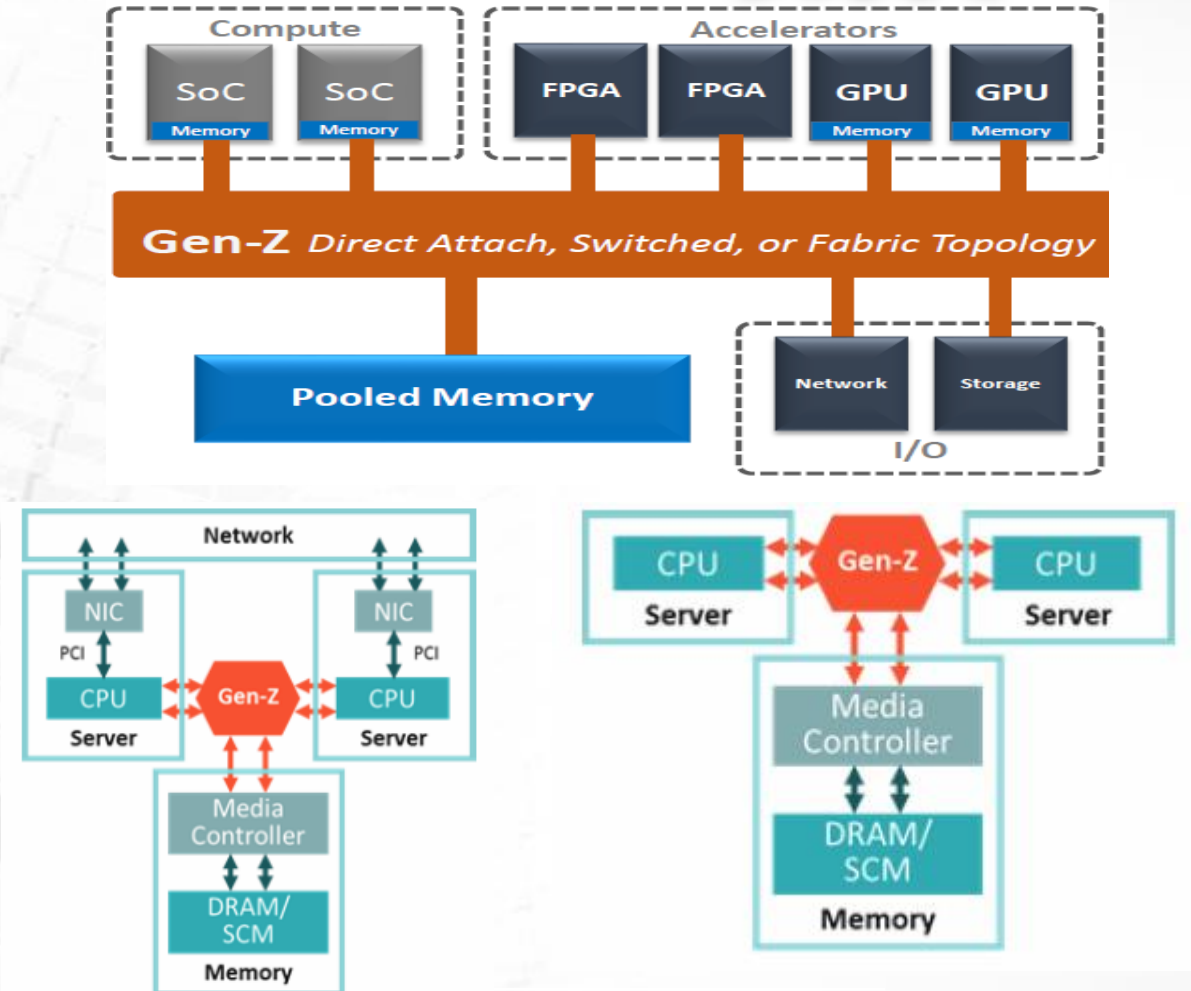 Compute
Accelerators
SoC
Memory
SoC
Memory
FPGA
FPGA
GPU
Memory
GPU
Memory
Gen-Z Direct Attach, Switched, or Fabric Topology
Pooled Memory
Network
Storage
I/O
Network
NIC
NIC
PCI
PCI
CPU
Gen-Z
CPU
Server
Server
Media
Controller
DRAM/
SCM
Memory
CPU
Gen-Z
CPU
Server
Server
Media
Controller
DRAM/
SCM
Memory